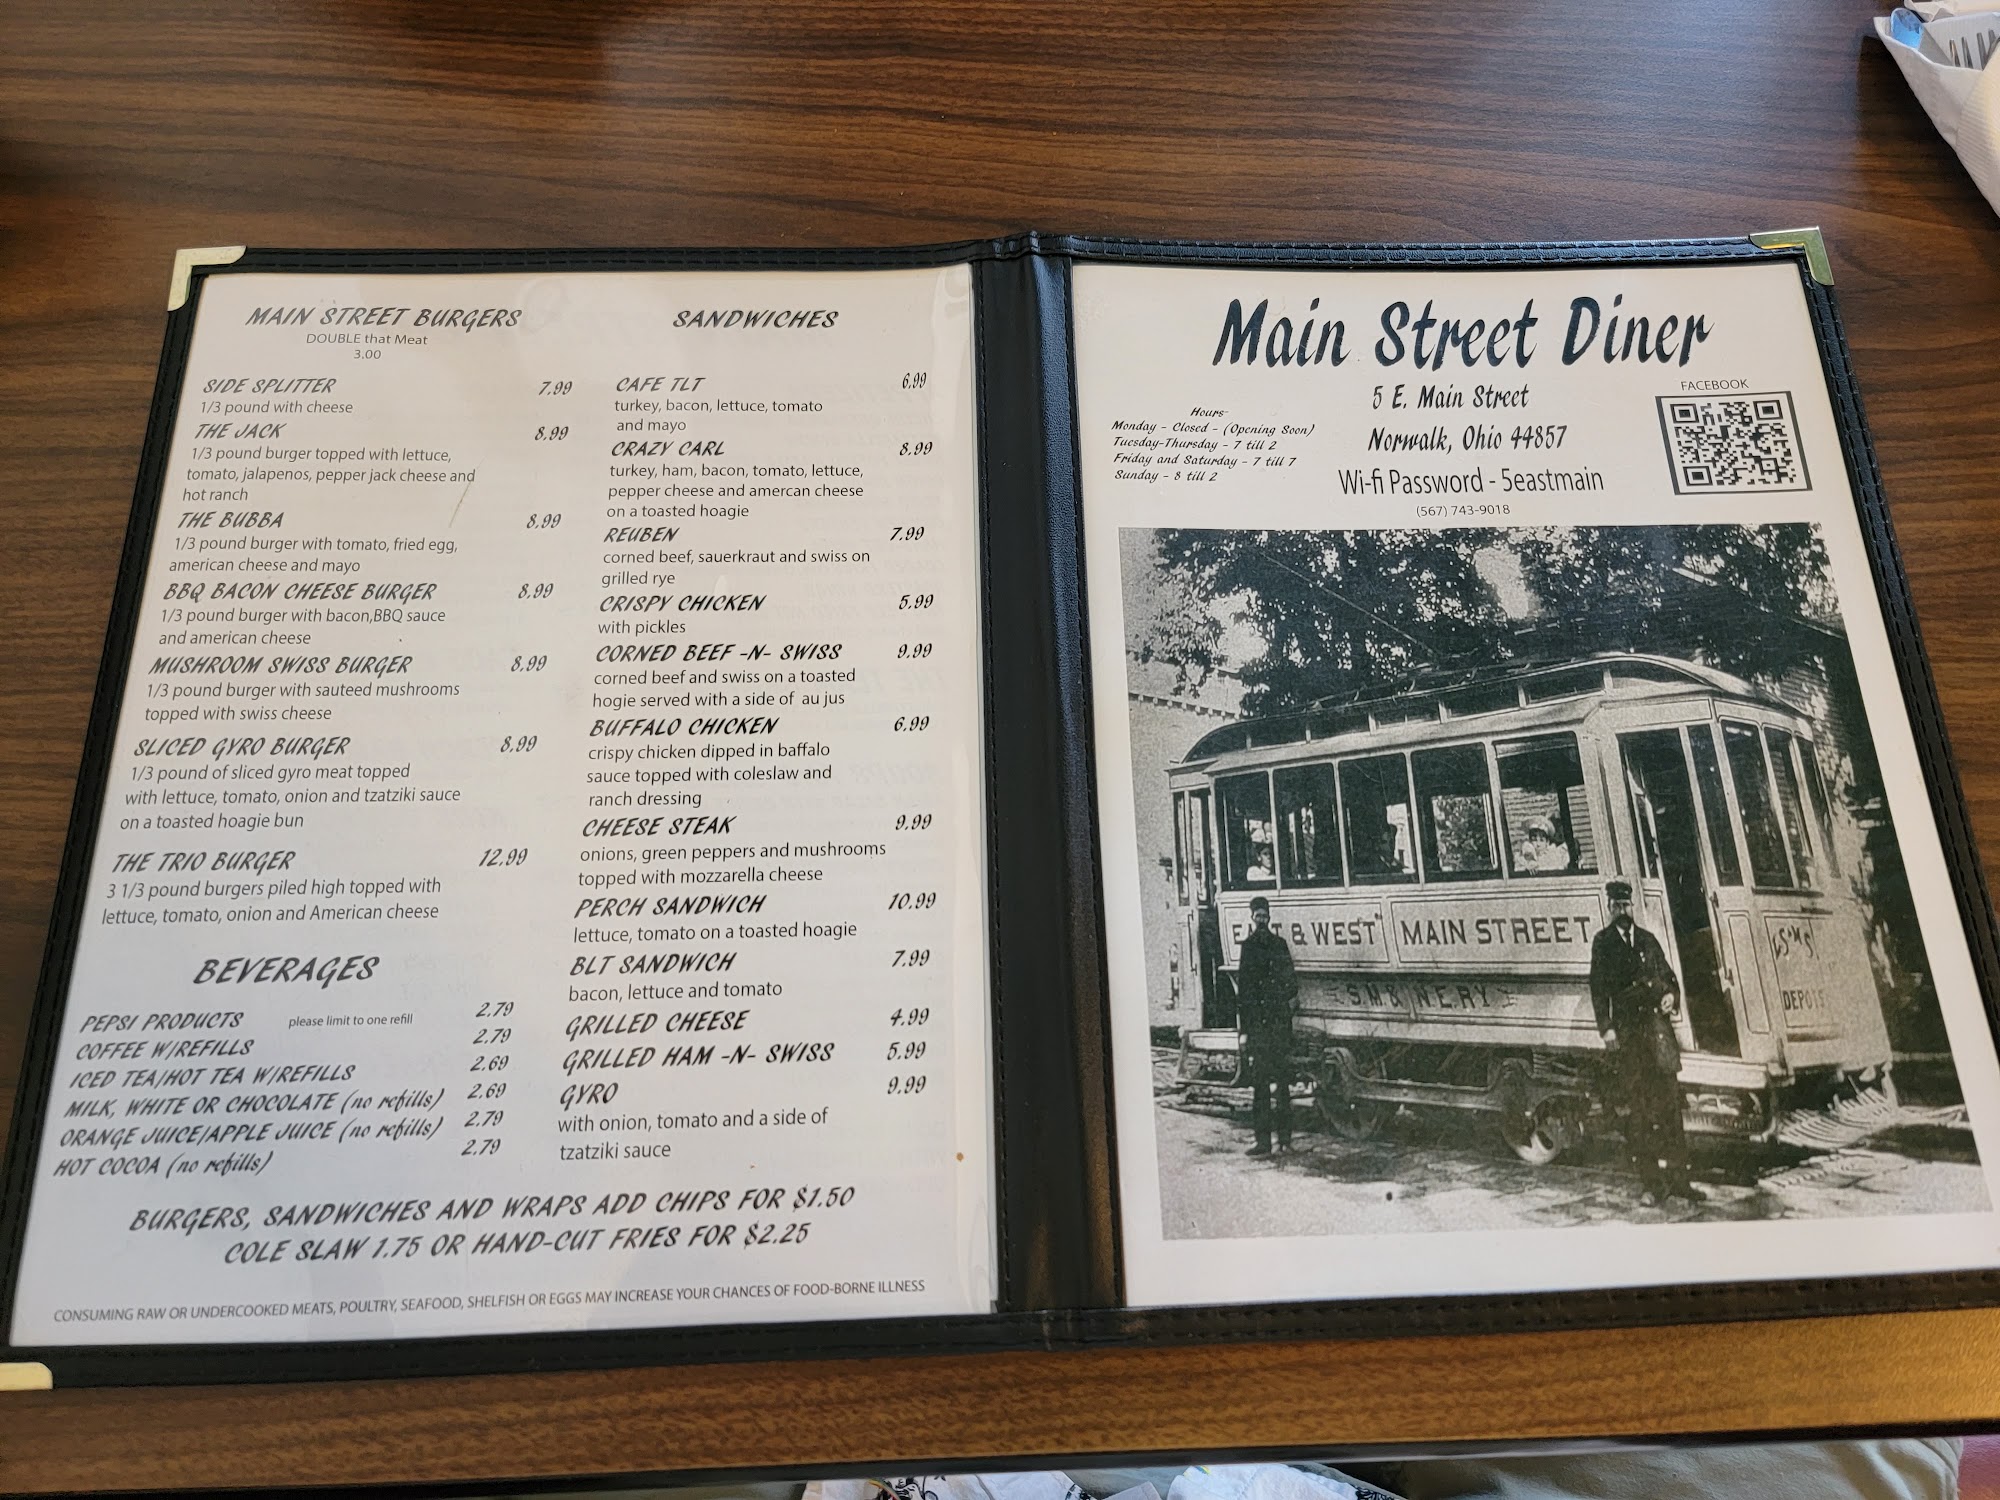 MAIN STREET BURGERS
DOUBLE that Meat
3.00
SIDE SPLITTER 7.99
1/3 pound with cheese
THE JACK 8.99
1/3 pound burger topped with lettuce,
tomato, jalapenos, pepper jack cheese and
hot ranch
THE BUBBA 8.99
1/3 pound burger with tomato, fried egg,
american cheese and mayo
BBQ BACON CHEESE BURGER 8.99
1/3 pound burger with bacon,BBQ sauce
and american cheese
MUSHROOM SWISS BURGER 8.99
1/3 pound burger with sauteed mushrooms
topped with swiss cheese
SLICED GYRO BURGER 8.99
1/3 pound of sliced gyro meat topped
with lettuce, tomato, onion and tzatziki sauce
on a toasted hoagie bun
THE TRIO BURGER 12.99
3 1/3 pound burgers piled high topped with
lettuce, tomato, onion and American cheese
BEVERAGES
PEPSI PRODUCTS please limit to one refill 2.79
COFFEE W/REFILLS 2.79
ICED TEA/HOT TEA W/REFILLS 2.69
MILK, WHITE OR CHOCOLATE (no refills) 2.69
ORANGE JUICE/APPLE JUICE (no refills) 2.79
HOT COCOA (no refills) 2.79
SANDWICHES
CAFE TLT 6.99
turkey, bacon, lettuce, tomato
and mayo
CRAZY CARL 8.99
turkey, ham, bacon, tomato, lettuce,
pepper cheese and amercan cheese
on a toasted hoagie
REUBEN 7.99
corned beef, sauerkraut and swiss on
grilled rye
CRISPY CHICKEN 5.99
with pickles
CORNED BEEF -N- SWISS 9.99
corned beef and swiss on a toasted
hogie served with a side of au jus
BUFFALO CHICKEN 6.99
crispy chicken dipped in baffalo
sauce topped with coleslaw and
ranch dressing
CHEESE STEAK 9.99
onions, green peppers and mushrooms
topped with mozzarella cheese
PERCH SANDWICH 10.99
lettuce, tomato on a toasted hoagie
BLT SANDWICH 7.99
bacon, lettuce and tomato
GRILLED CHEESE 4.99
GRILLED HAM -N- SWISS 5.99
GYRO 9.99
with onion, tomato and a side of
tzatziki sauce
BURGERS, SANDWICHES AND WRAPS ADD CHIPS FOR $1.50
COLE SLAW 1.75 OR HAND-CUT FRIES FOR $2.25
CONSUMING RAW OR UNDERCOOKED MEATS, POULTRY, SEAFOOD, SHELFISH OR EGGS MAY INCREASE YOUR CHANCES OF FOOD-BORNE ILLNESS
Main Street Diner
5 E. Main Street
Norwalk, Ohio 44857
Wi-fi Password - 5eastmain
(567) 743-9018
Hours-
Monday - Closed - (Opening Soon)
Tuesday-Thursday - 7 till 2
Friday and Saturday - 7 till 7
Sunday - 8 till 2
FACEBOOK
EAST & WEST MAIN STREET
S.M.& N.E.RY
DEPOTS